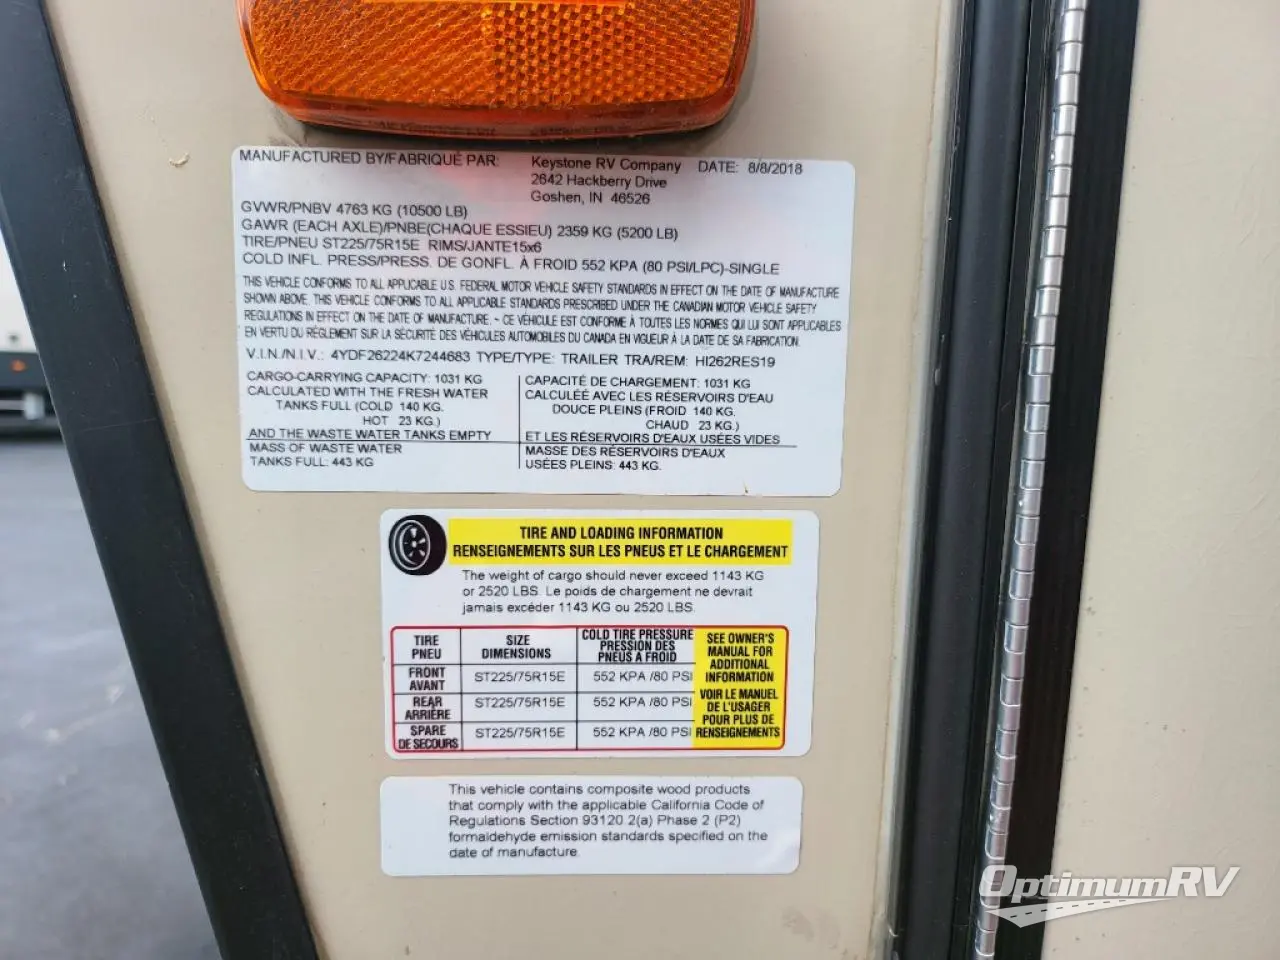 MANUFACTURED BY/FABRIQUÉ PAR: Keystone RV Company DATE: 8/8/2018
2642 Hackberry Drive
Goshen, IN 46526
GVWR/PNBV 4763 KG (10500 LB)
GAWR (EACH AXLE)/PNBE(CHAQUE ESSIEU) 2359 KG (5200 LB)
TIRE/PNEU ST225/75R15E RIMS/JANTE15x6
COLD INFL. PRESS/PRESS. DE GONFL. À FROID 552 KPA (80 PSI/LPC)-SINGLE
THIS VEHICLE CONFORMS TO ALL APPLICABLE U.S. FEDERAL MOTOR VEHICLE SAFETY STANDARDS IN EFFECT ON THE DATE OF MANUFACTURE
SHOWN ABOVE. THIS VEHICLE CONFORMS TO ALL APPLICABLE STANDARDS PRESCRIBED UNDER THE CANADIAN MOTOR VEHICLE SAFETY
REGULATIONS IN EFFECT ON THE DATE OF MANUFACTURE. - CE VÉHICULE EST CONFORME À TOUTES LES NORMES QUI LUI SONT APPLICABLES
EN VERTU DU RÉGLEMENT SUR LA SÉCURITÉ DES VÉHICULES AUTOMOBILES DU CANADA EN VIGUEUR À LA DATE DE SA FABRICATION.
V.I.N./N.I.V.: 4YDF26224K7244683 TYPE/TYPE: TRAILER TRA/REM: HI262RES19
CARGO-CARRYING CAPACITY: 1031 KG
CALCULATED WITH THE FRESH WATER
TANKS FULL (COLD 140 KG.
HOT 23 KG.)
AND THE WASTE WATER TANKS EMPTY
MASS OF WASTE WATER
TANKS FULL: 443 KG
CAPACITÉ DE CHARGEMENT: 1031 KG
CALCULÉE AVEC LES RÉSERVOIRS D'EAU
DOUCE PLEINS (FROID 140 KG.
CHAUD 23 KG.)
ET LES RÉSERVOIRS D'EAUX USÉES VIDES
MASSE DES RÉSERVOIRS D'EAUX
USÉES PLEINS: 443 KG.
TIRE AND LOADING INFORMATION
RENSEIGNEMENTS SUR LES PNEUS ET LE CHARGEMENT
The weight of cargo should never exceed 1143 KG
or 2520 LBS. Le poids de chargement ne devrait
jamais excéder 1143 KG ou 2520 LBS.
TIRE
PNEU
SIZE
DIMENSIONS
COLD TIRE PRESSURE
PRESSION DES
PNEUS A FROID
FRONT
AVANT
ST225/75R15E
552 KPA /80 PSI
REAR
ARRIÈRE
ST225/75R15E
552 KPA /80 PSI
SPARE
DE SECOURS
ST225/75R15E
552 KPA /80 PSI
SEE OWNER'S
MANUAL FOR
ADDITIONAL
INFORMATION
VOIR LE MANUEL
DE L'USAGER
POUR PLUS DE
RENSEIGNEMENTS
This vehicle contains composite wood products
that comply with the applicable California Code of
Regulations Section 93120 2(a) Phase 2 (P2)
formaldehyde emission standards specified on the
date of manufacture.
OptimumRV